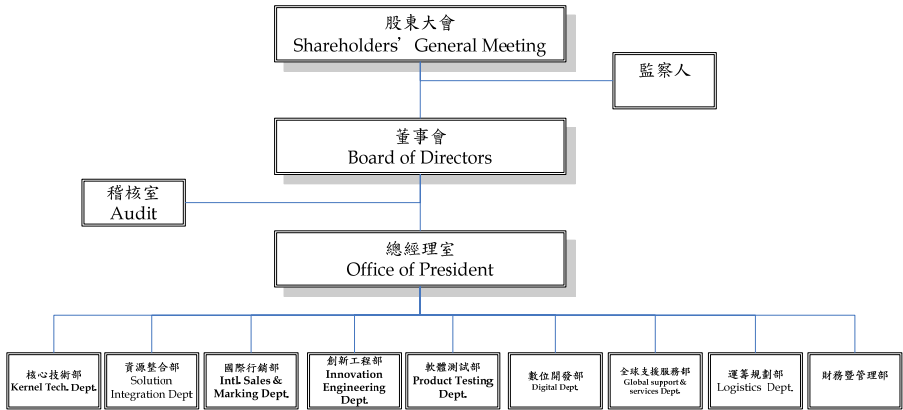 股東大會
Shareholders’ General Meeting
監察人
董事會
Board of Directors
稽核室
Audit
總經理室
Office of President
核心技術部
Kernel Tech. Dept.
資源整合部
Solution
Integration Dept
國際行銷部
Intl. Sales &
Marking Dept.
創新工程部
Innovation
Engineering
Dept.
軟體測試部
Product Testing
Dept.
數位開發部
Digital Dept.
全球支援服務部
Global support &
services Dept.
運籌規劃部
Logistics Dept.
財務暨管理部